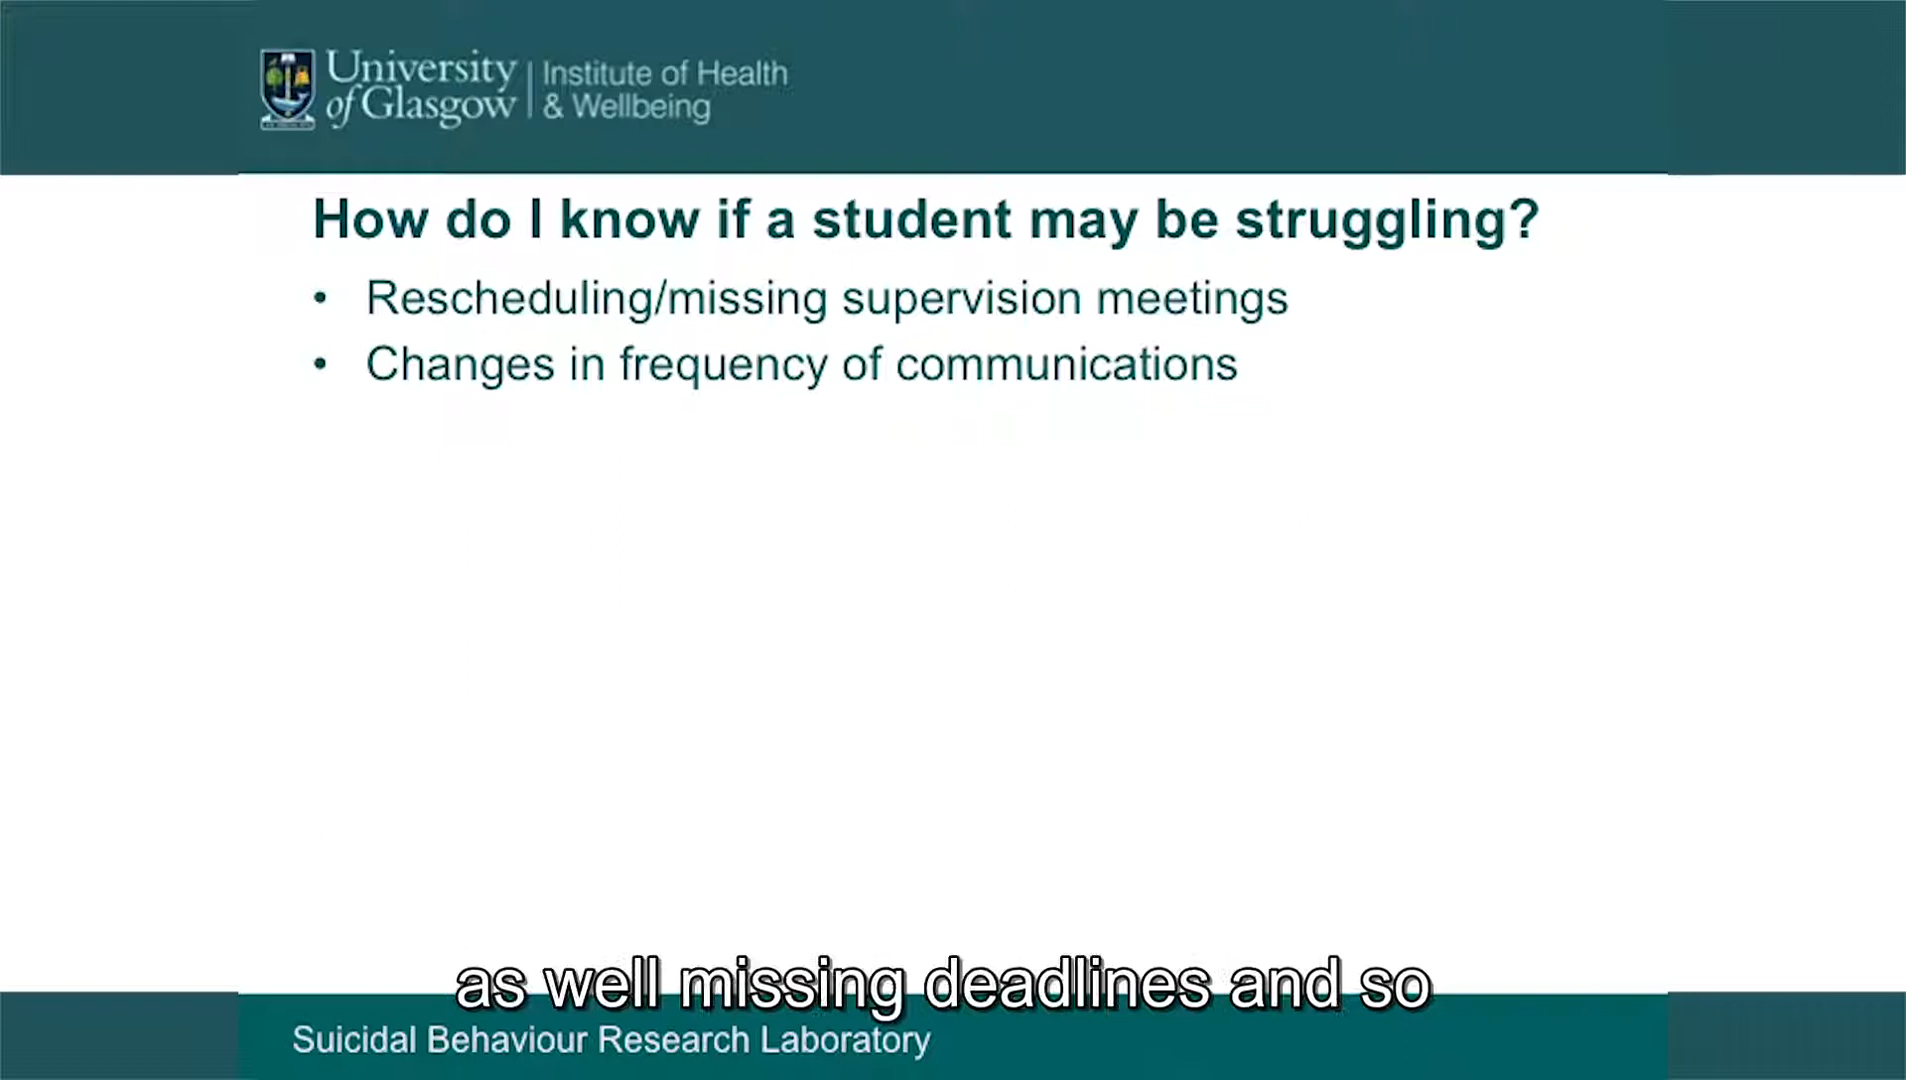 University
of Glasgow
Institute of Health
& Wellbeing
How do I know if a student may be struggling?
• Rescheduling/missing supervision meetings
• Changes in frequency of communications
as well missing deadlines and so
Suicidal Behaviour Research Laboratory